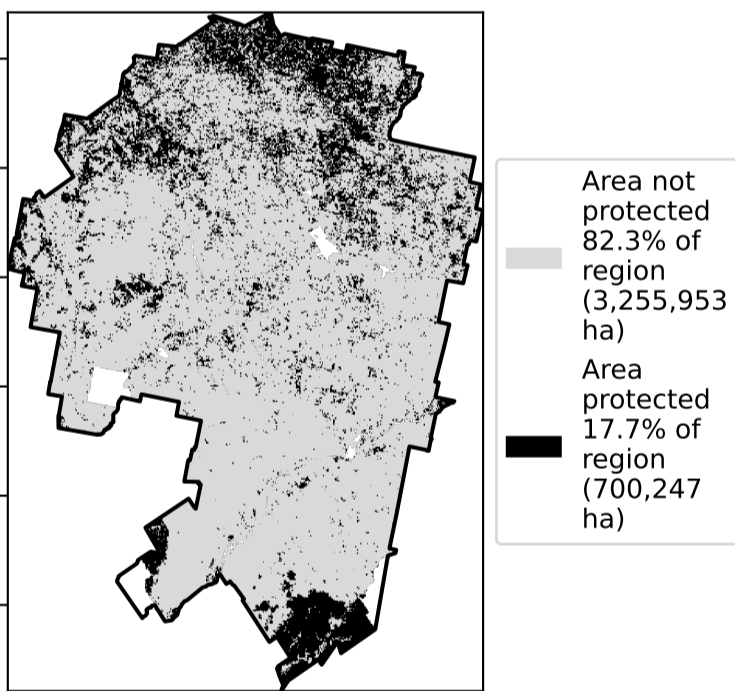 Area not
protected
82.3% of
region
(3,255,953
ha)
Area
protected
17.7% of
region
(700,247
ha)